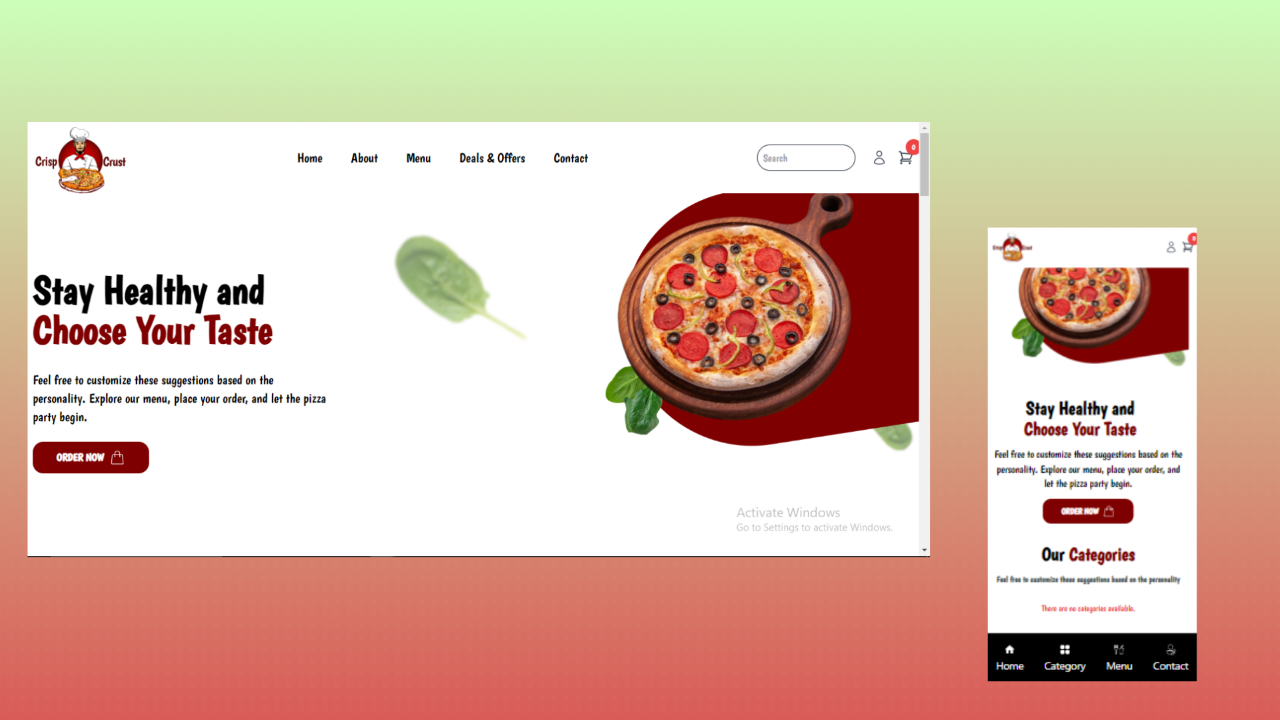 Crisp Crust
Home About Menu Deals & Offers Contact
Search
0
Stay Healthy and
Choose Your Taste
Feel free to customize these suggestions based on the
personality. Explore our menu, place your order, and let the pizza
party begin.
ORDER NOW
Activate Windows
Go to Settings to activate Windows.
Crisp Crust
0
Stay Healthy and
Choose Your Taste
Feel free to customize these suggestions based on the
personality. Explore our menu, place your order, and
let the pizza party begin.
ORDER NOW
Our Categories
Feel free to customize these suggestions based on the personality
There are no categories available.
Home Category Menu Contact